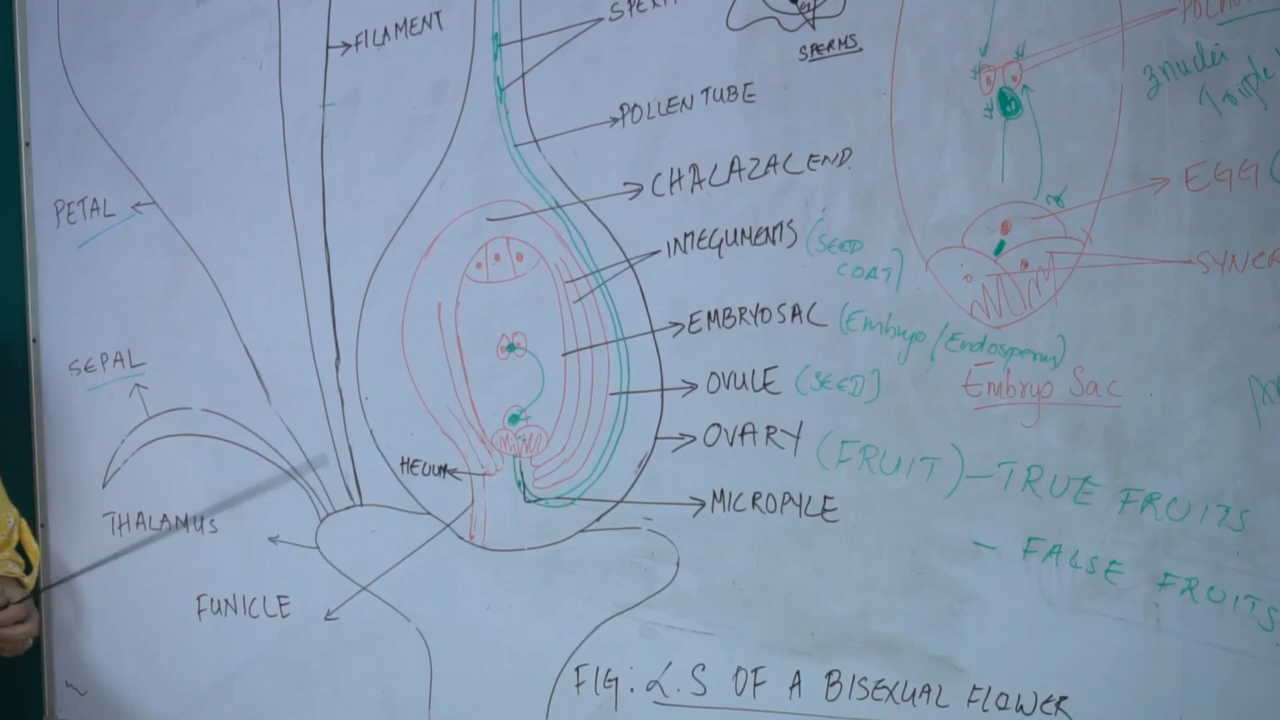 FILAMENT
SPERMS.
POLLEN TUBE
3 nuclei
CHALAZAL END.
EGG
PETAL
INTEGUMENTS (SEED
COAT)
EMBRYOSAC (Embryo/Endosperm)
SEPAL
OVULE (SEED)
Embryo Sac
OVARY (FRUIT) - TRUE FRUITS
HELIUM
MICROPYLE
THALAMUS
- FALSE FRUITS
FUNICLE
FIG: L.S OF A BISEXUAL FLOWER